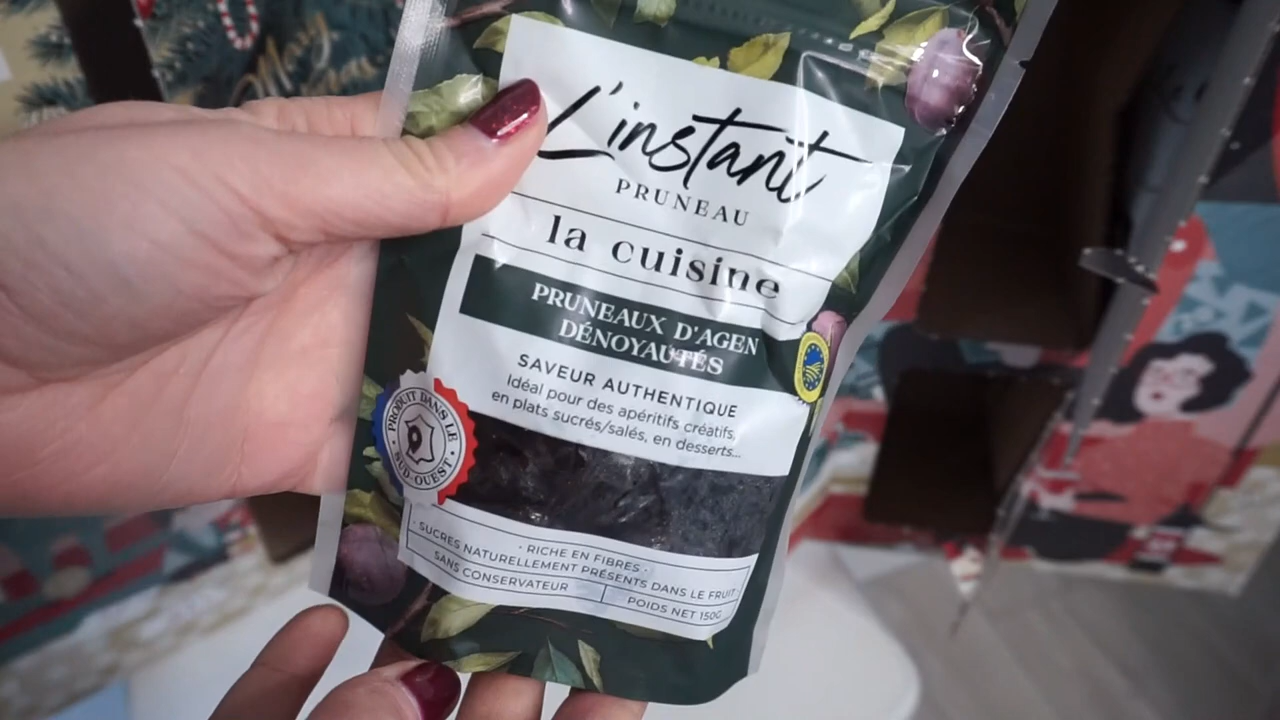 L'instant
PRUNEAU
la cuisine
PRUNEAUX D'AGEN
DÉNOYAUTÉS
SAVEUR AUTHENTIQUE
Idéal pour des apéritifs créatifs,
en plats sucrés/salés, en desserts...
PRODUIT DANS LE
SUD-OUEST
· RICHE EN FIBRES ·
· SUCRES NATURELLEMENT PRÉSENTS DANS LE FRUIT
SANS CONSERVATEUR
POIDS NET 150G